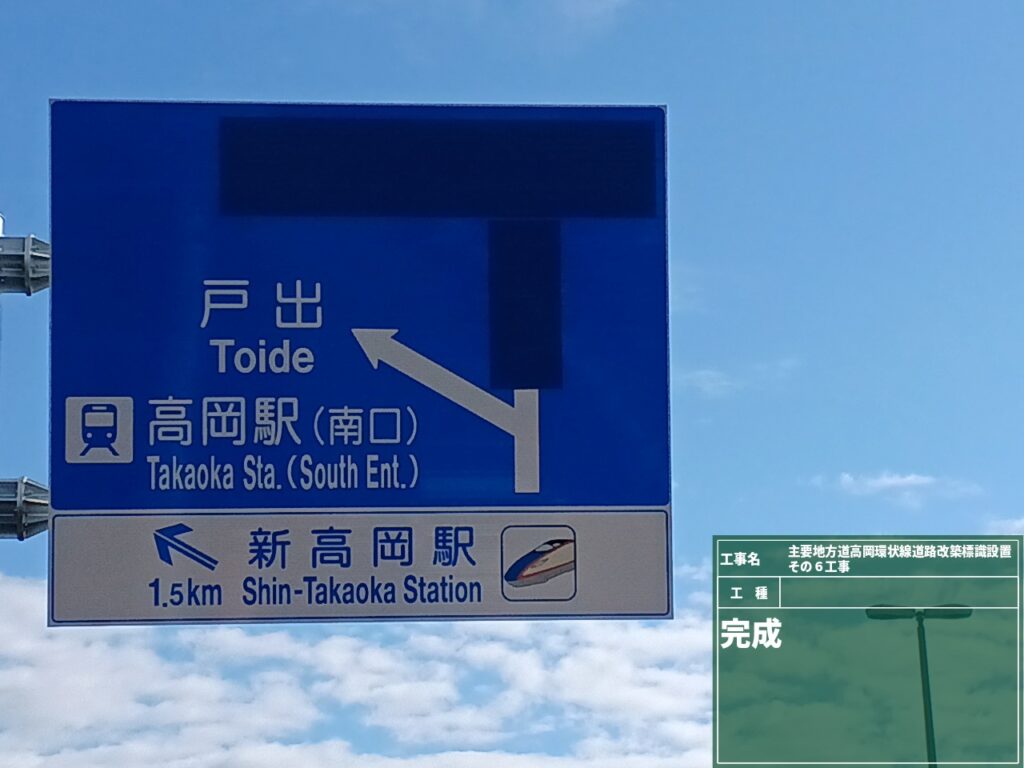 戸出
Toide
高岡駅(南口)
Takaoka Sta.(South Ent.)
新高岡駅
1.5km Shin-Takaoka Station
工事名 主要地方道高岡環状線道路改築標識設置
その6工事
工種
完成